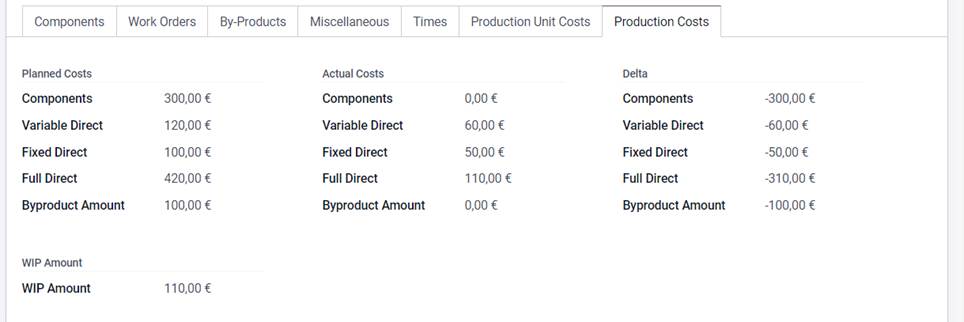 Components Work Orders By-Products Miscellaneous Times Production Unit Costs Production Costs
Planned Costs Actual Costs Delta
Components 300,00 € Components 0,00 € Components -300,00 €
Variable Direct 120,00 € Variable Direct 60,00 € Variable Direct -60,00 €
Fixed Direct 100,00 € Fixed Direct 50,00 € Fixed Direct -50,00 €
Full Direct 420,00 € Full Direct 110,00 € Full Direct -310,00 €
Byproduct Amount 100,00 € Byproduct Amount 0,00 € Byproduct Amount -100,00 €
WIP Amount
WIP Amount 110,00 €